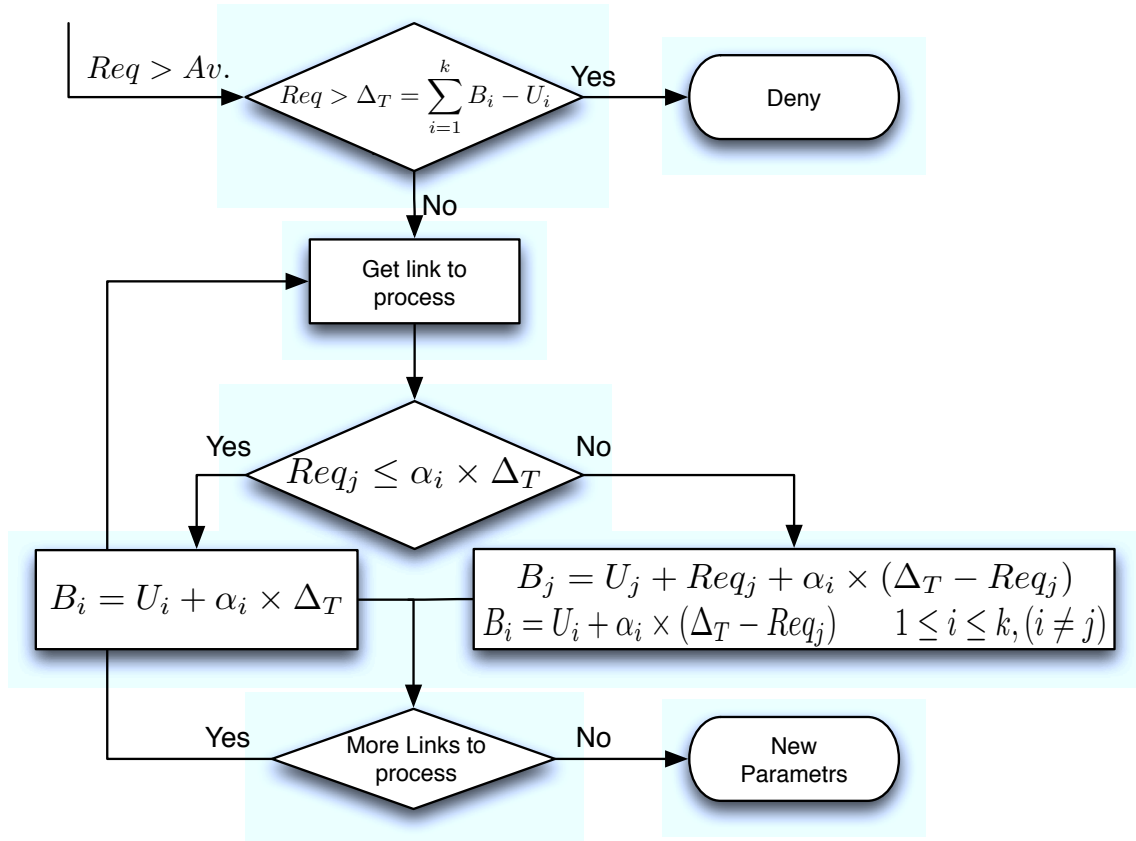 Req > Av.
Req > Δ_T = ∑_{i=1}^{k} B_i − U_i
Yes
Deny
No
Get link to
process
Yes
No
Req_j ≤ α_i × Δ_T
B_i = U_i + α_i × Δ_T
B_j = U_j + Req_j + α_i × (Δ_T − Req_j)
B_i = U_i + α_i × (Δ_T − Req_j) 1 ≤ i ≤ k, (i ≠ j)
Yes
More Links to
process
No
New
Parametrs